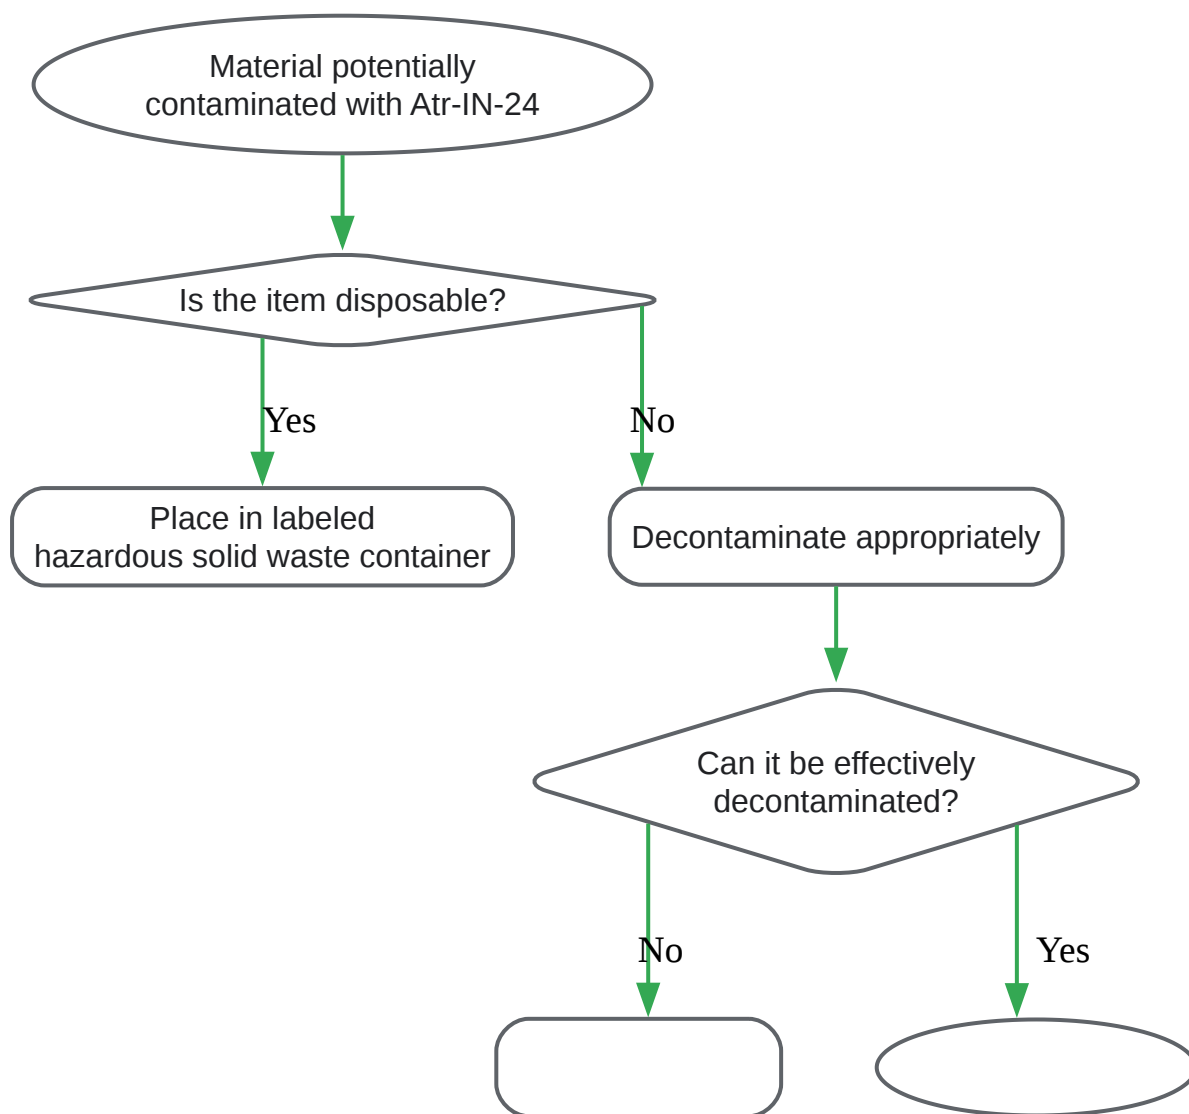 Material potentially
contaminated with Atr-IN-24
Is the item disposable?
Yes
No
Place in labeled
hazardous solid waste container
Decontaminate appropriately
Can it be effectively
decontaminated?
No
Yes